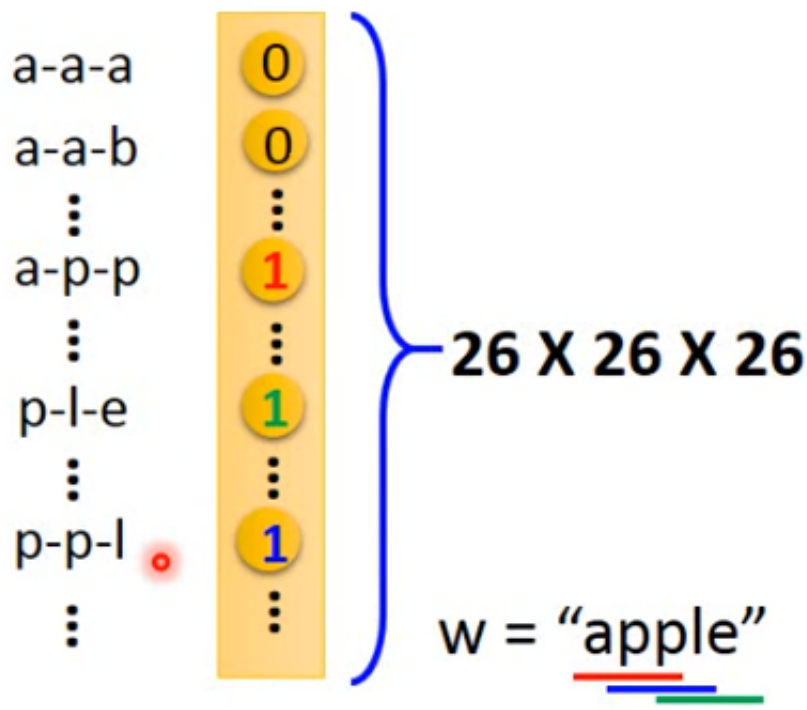 a-a-a 0
a-a-b 0
a-p-p 1
26 X 26 X 26
p-l-e 1
p-p-l 1
w = “apple”